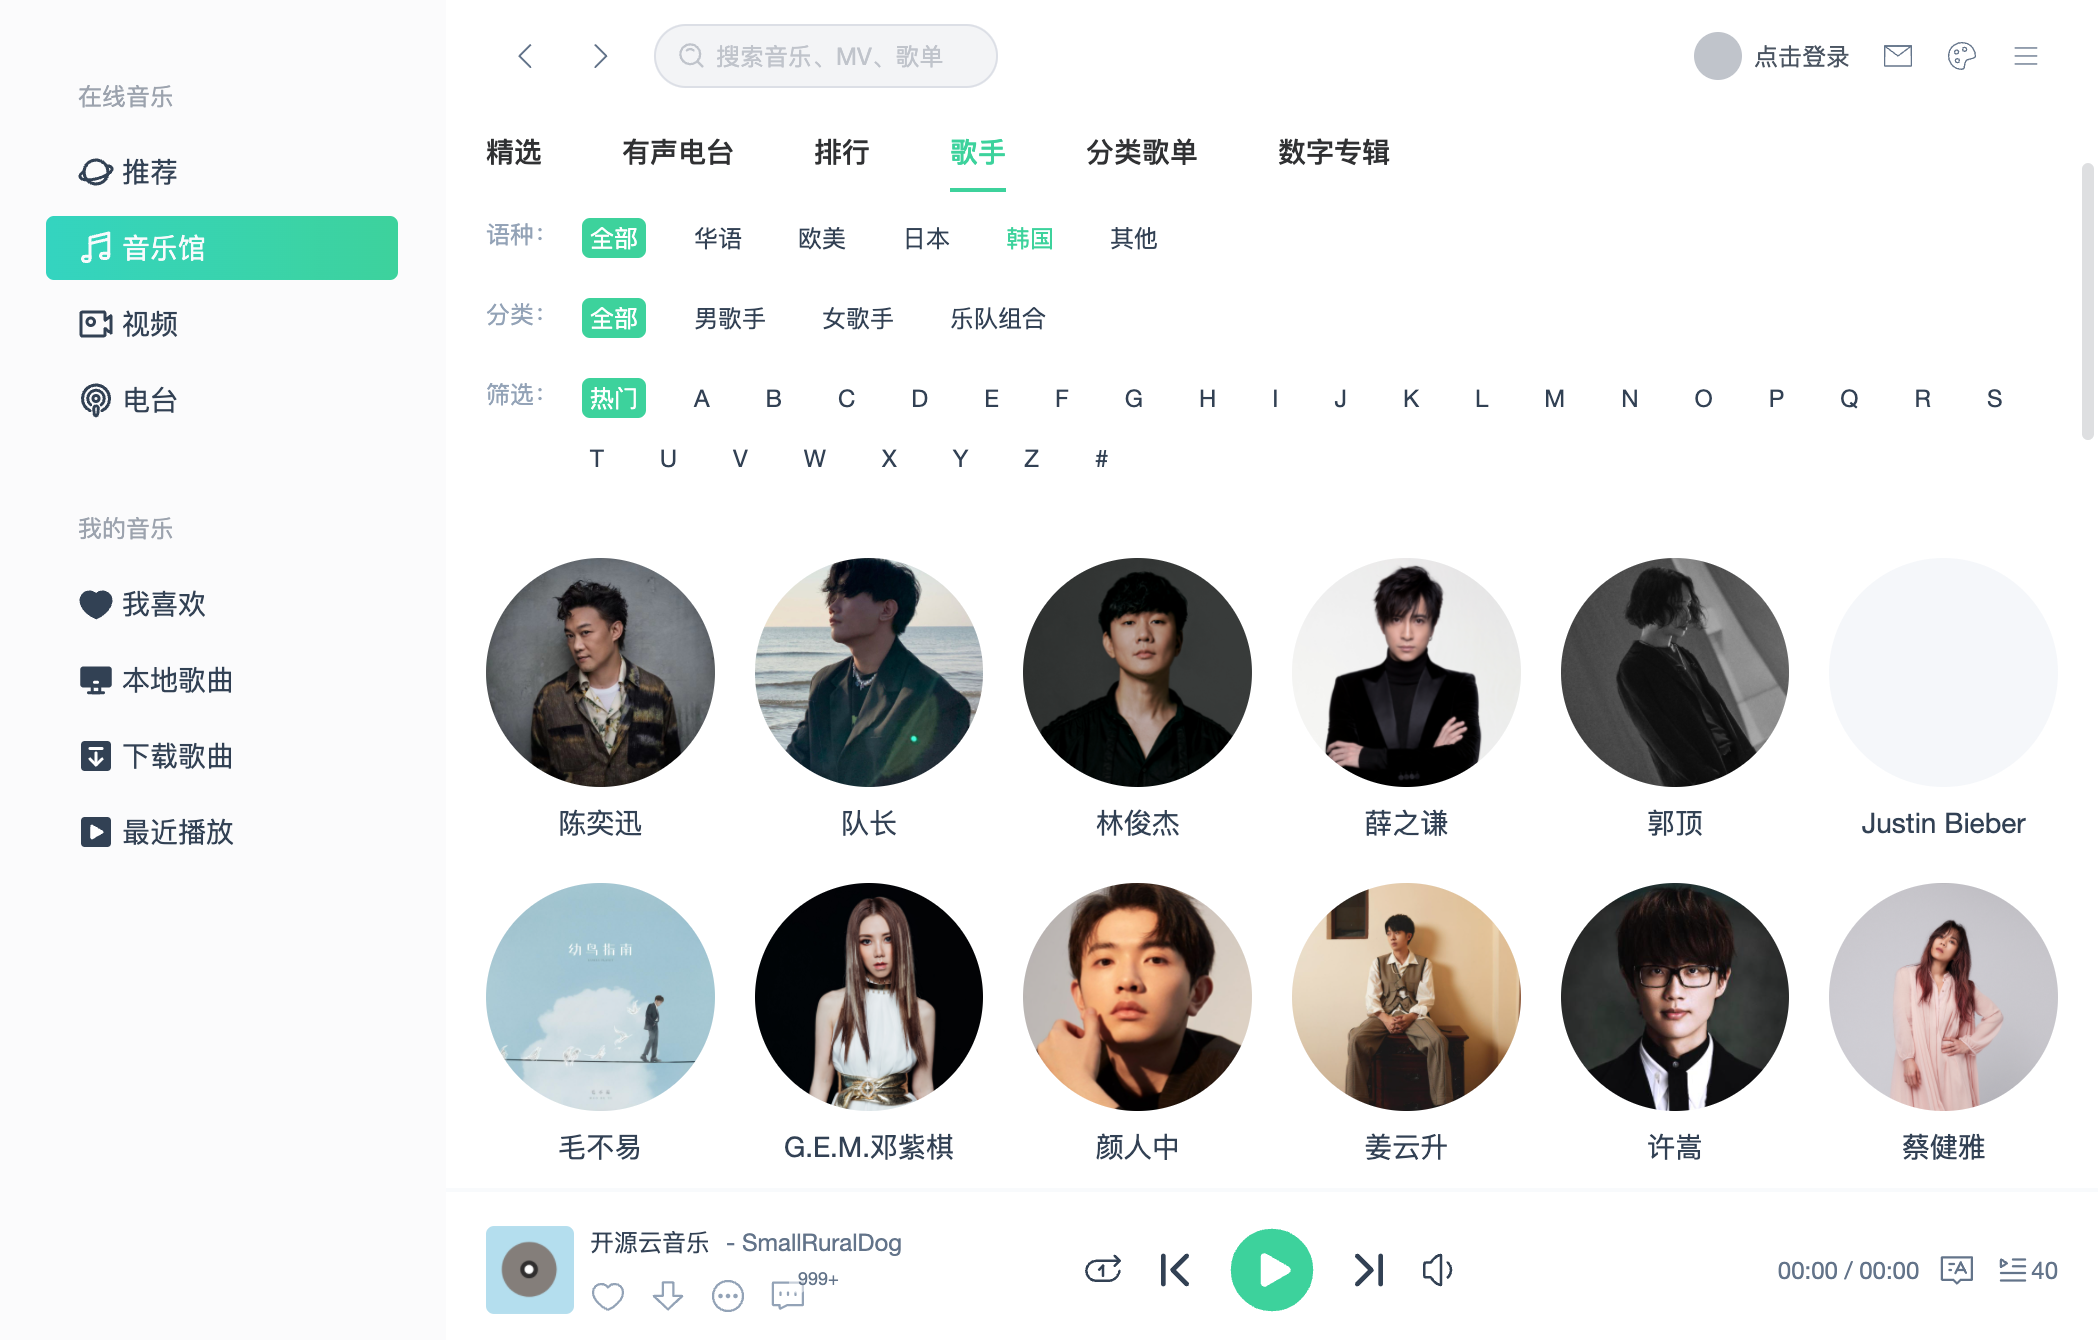 搜索音乐、MV、歌单
点击登录
在线音乐
推荐
音乐馆
视频
电台
我的音乐
我喜欢
本地歌曲
下载歌曲
最近播放
精选 有声电台 排行 歌手 分类歌单 数字专辑
语种： 全部 华语 欧美 日本 韩国 其他
分类： 全部 男歌手 女歌手 乐队组合
筛选： 热门 A B C D E F G H I J K L M N O P Q R S
T U V W X Y Z #
陈奕迅 队长 林俊杰 薛之谦 郭顶 Justin Bieber
幼鸟指南
毛不易 G.E.M.邓紫棋 颜人中 姜云升 许嵩 蔡健雅
开源云音乐 - SmallRuralDog
999+
1
00:00 / 00:00
A
40